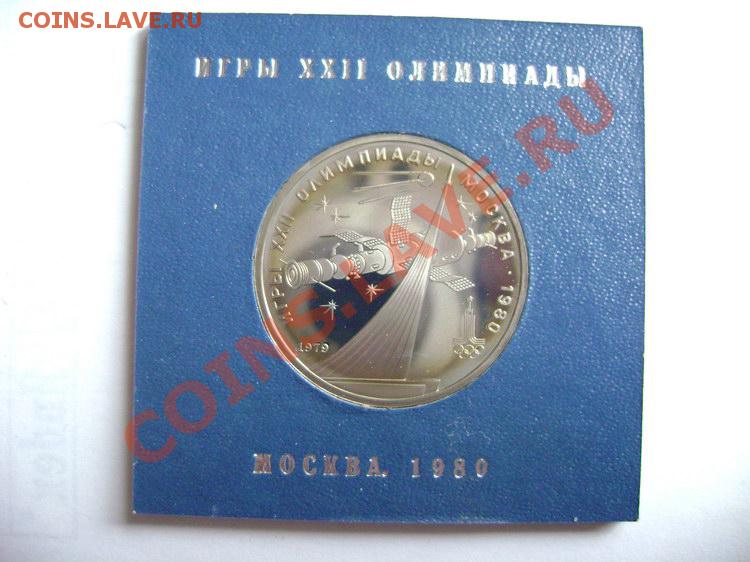 COINS.LAVE.RU
ИГРЫ XXII ОЛИМПИАДЫ
ИГРЫ XXII ОЛИМПИАДЫ МОСКВА · 1980
1979
COINS.LAVE.RU
МОСКВА. 1980